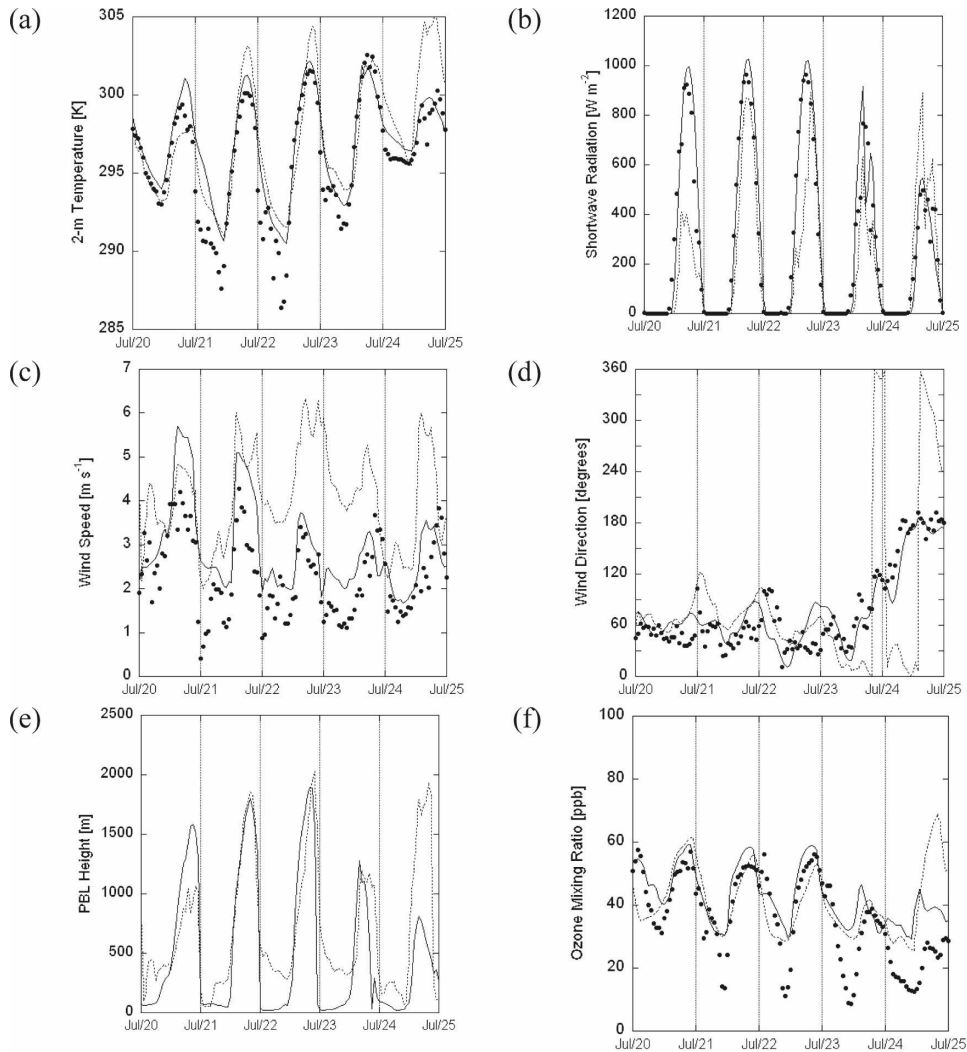 (a)
2-m Temperature [K]
305
300
295
290
285
Jul/20 Jul/21 Jul/22 Jul/23 Jul/24 Jul/25
(b)
Shortwave Radiation [W m⁻²]
1200
1000
800
600
400
200
0
Jul/20 Jul/21 Jul/22 Jul/23 Jul/24 Jul/25
(c)
Wind Speed [m s⁻¹]
7
6
5
4
3
2
1
0
Jul/20 Jul/21 Jul/22 Jul/23 Jul/24 Jul/25
(d)
Wind Direction [degrees]
360
300
240
180
120
60
0
Jul/20 Jul/21 Jul/22 Jul/23 Jul/24 Jul/25
(e)
PBL Height [m]
2500
2000
1500
1000
500
0
Jul/20 Jul/21 Jul/22 Jul/23 Jul/24 Jul/25
(f)
Ozone Mixing Ratio [ppb]
100
80
60
40
20
0
Jul/20 Jul/21 Jul/22 Jul/23 Jul/24 Jul/25